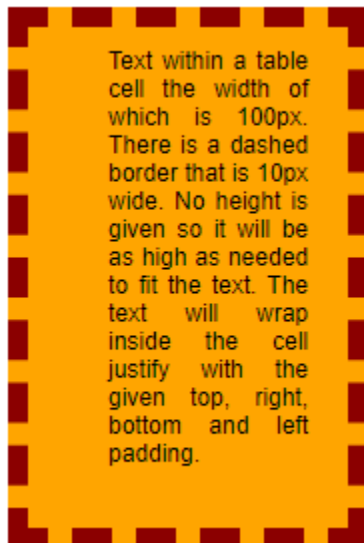 Text within a table
cell the width of
which is 100px.
There is a dashed
border that is 10px
wide. No height is
given so it will be
as high as needed
to fit the text. The
text will wrap
inside the cell
justify with the
given top, right,
bottom and left
padding.